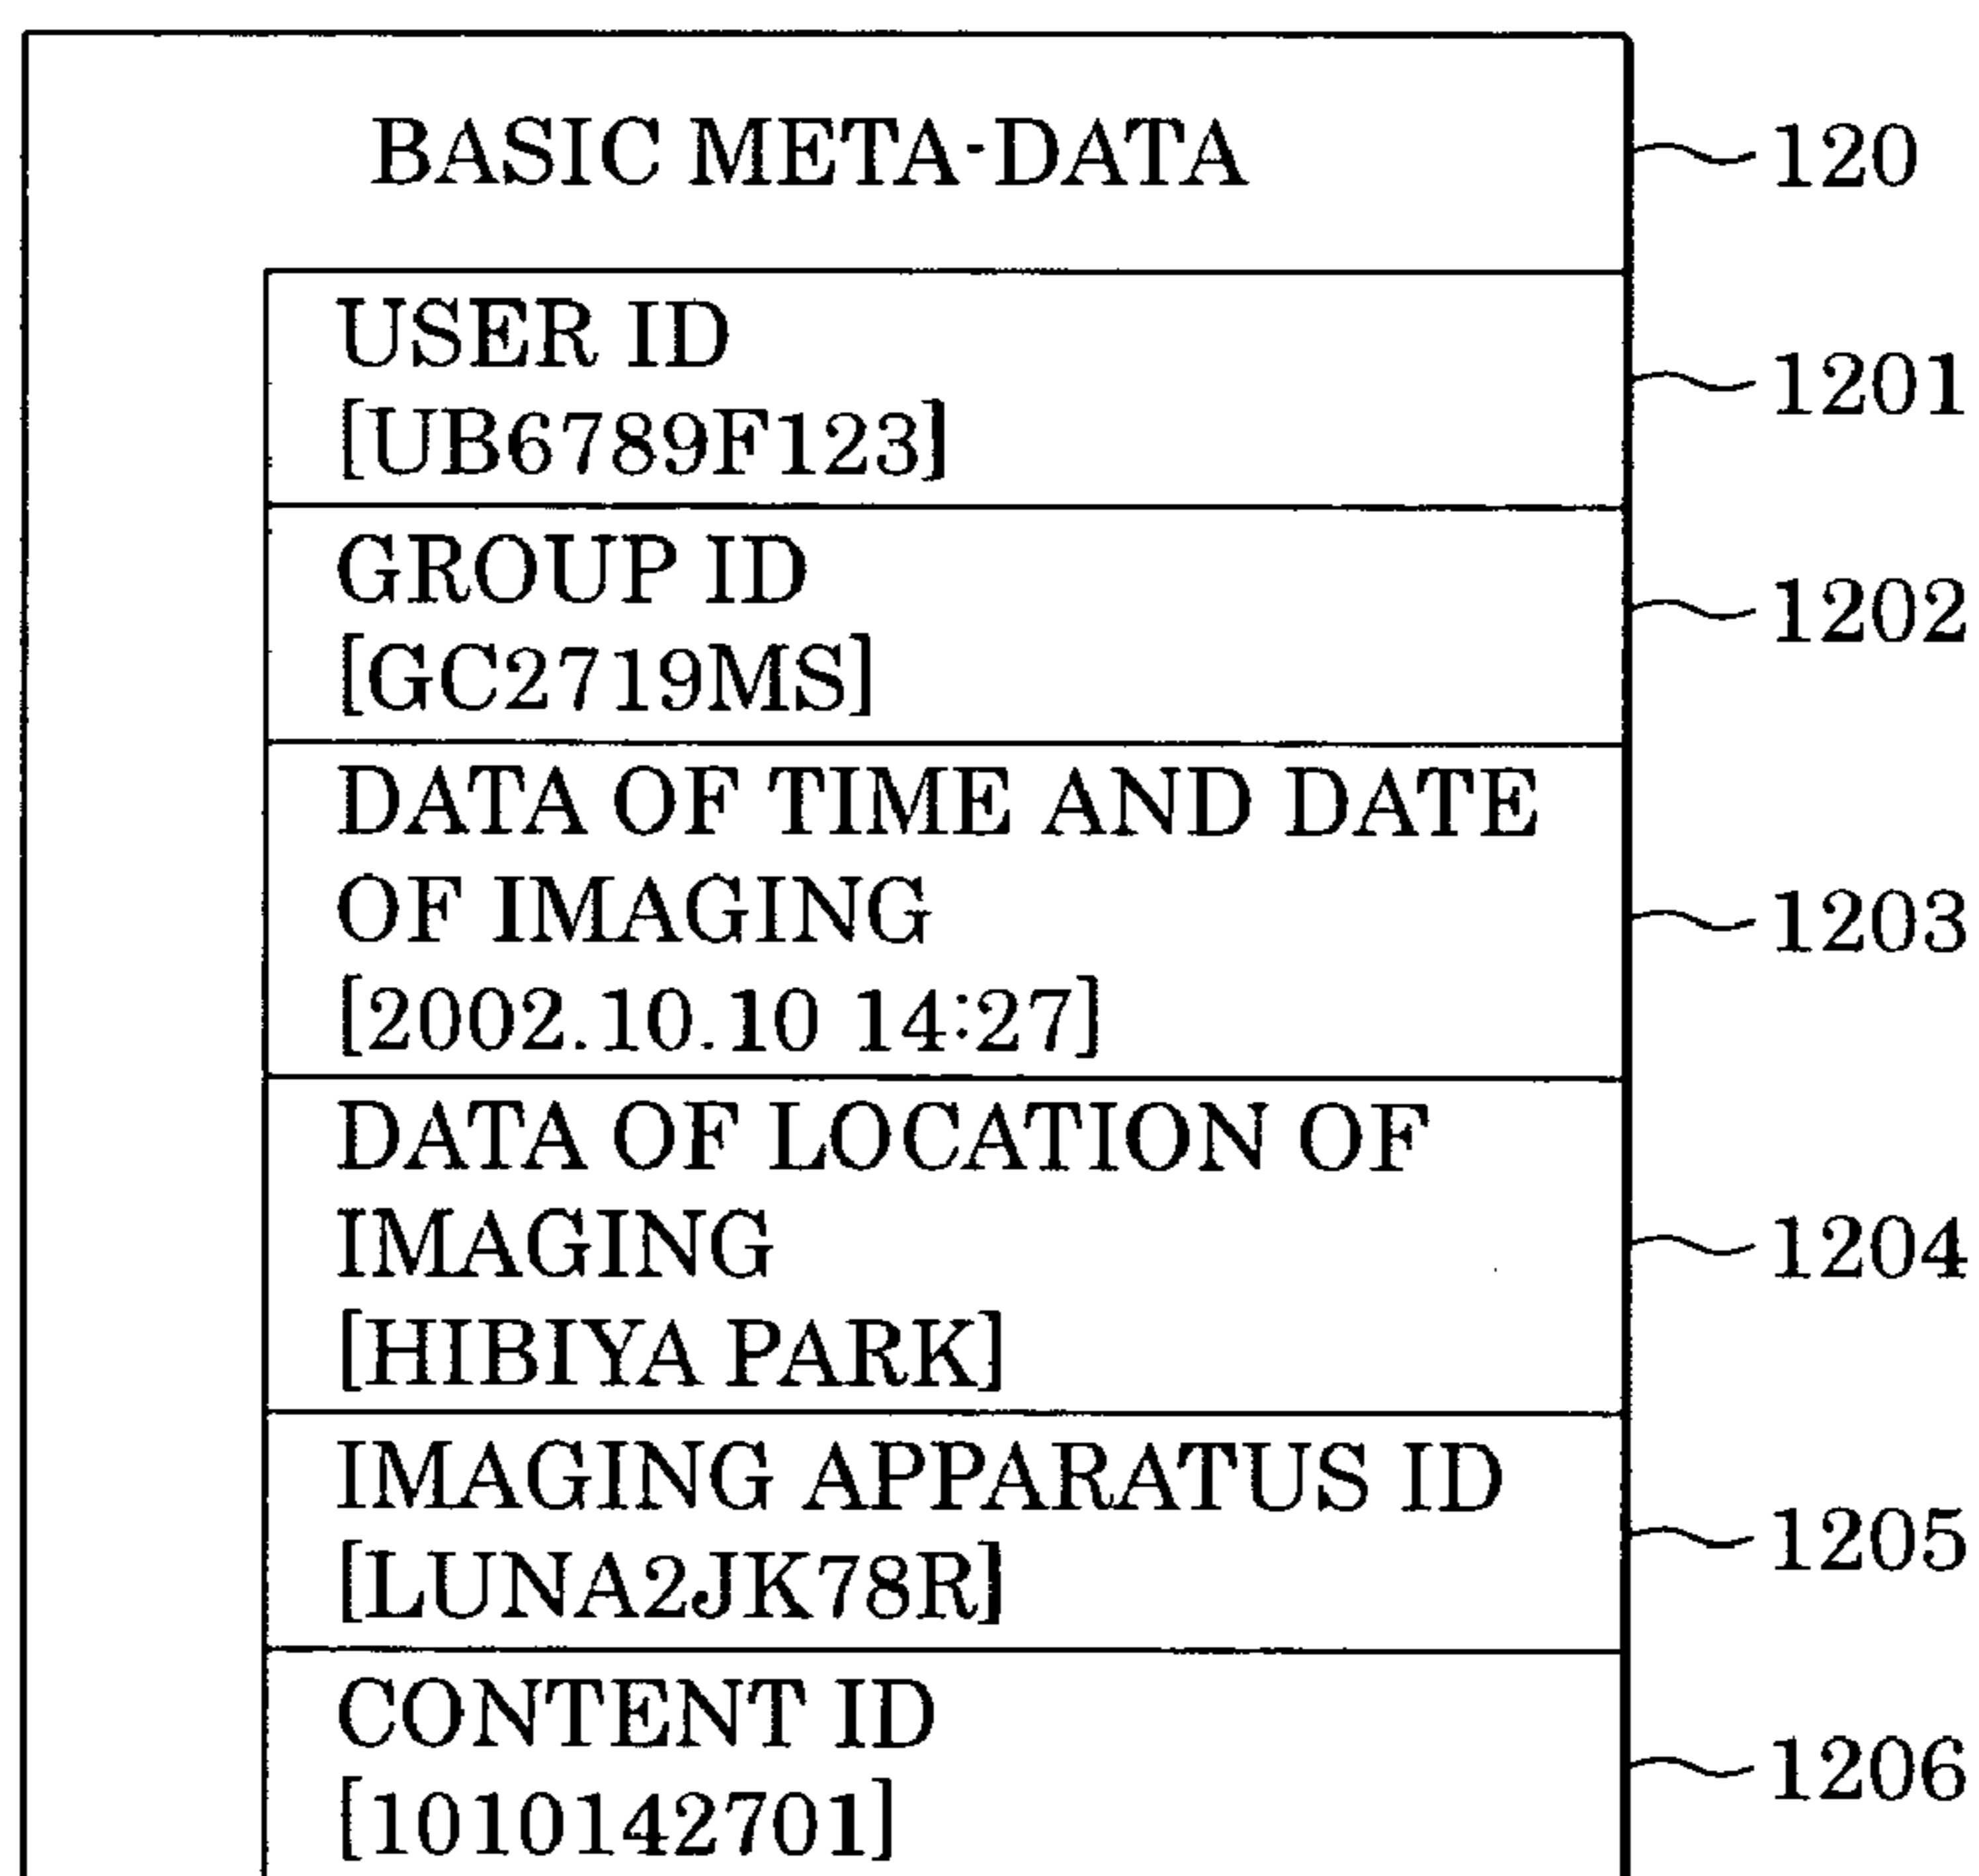 BASIC META-DATA
120
USER ID
[UB6789F123]
1201
GROUP ID
[GC2719MS]
1202
DATA OF TIME AND DATE
OF IMAGING
[2002.10.10 14:27]
1203
DATA OF LOCATION OF
IMAGING
[HIBIYA PARK]
1204
IMAGING APPARATUS ID
[LUNA2JK78R]
1205
CONTENT ID
[1010142701]
1206